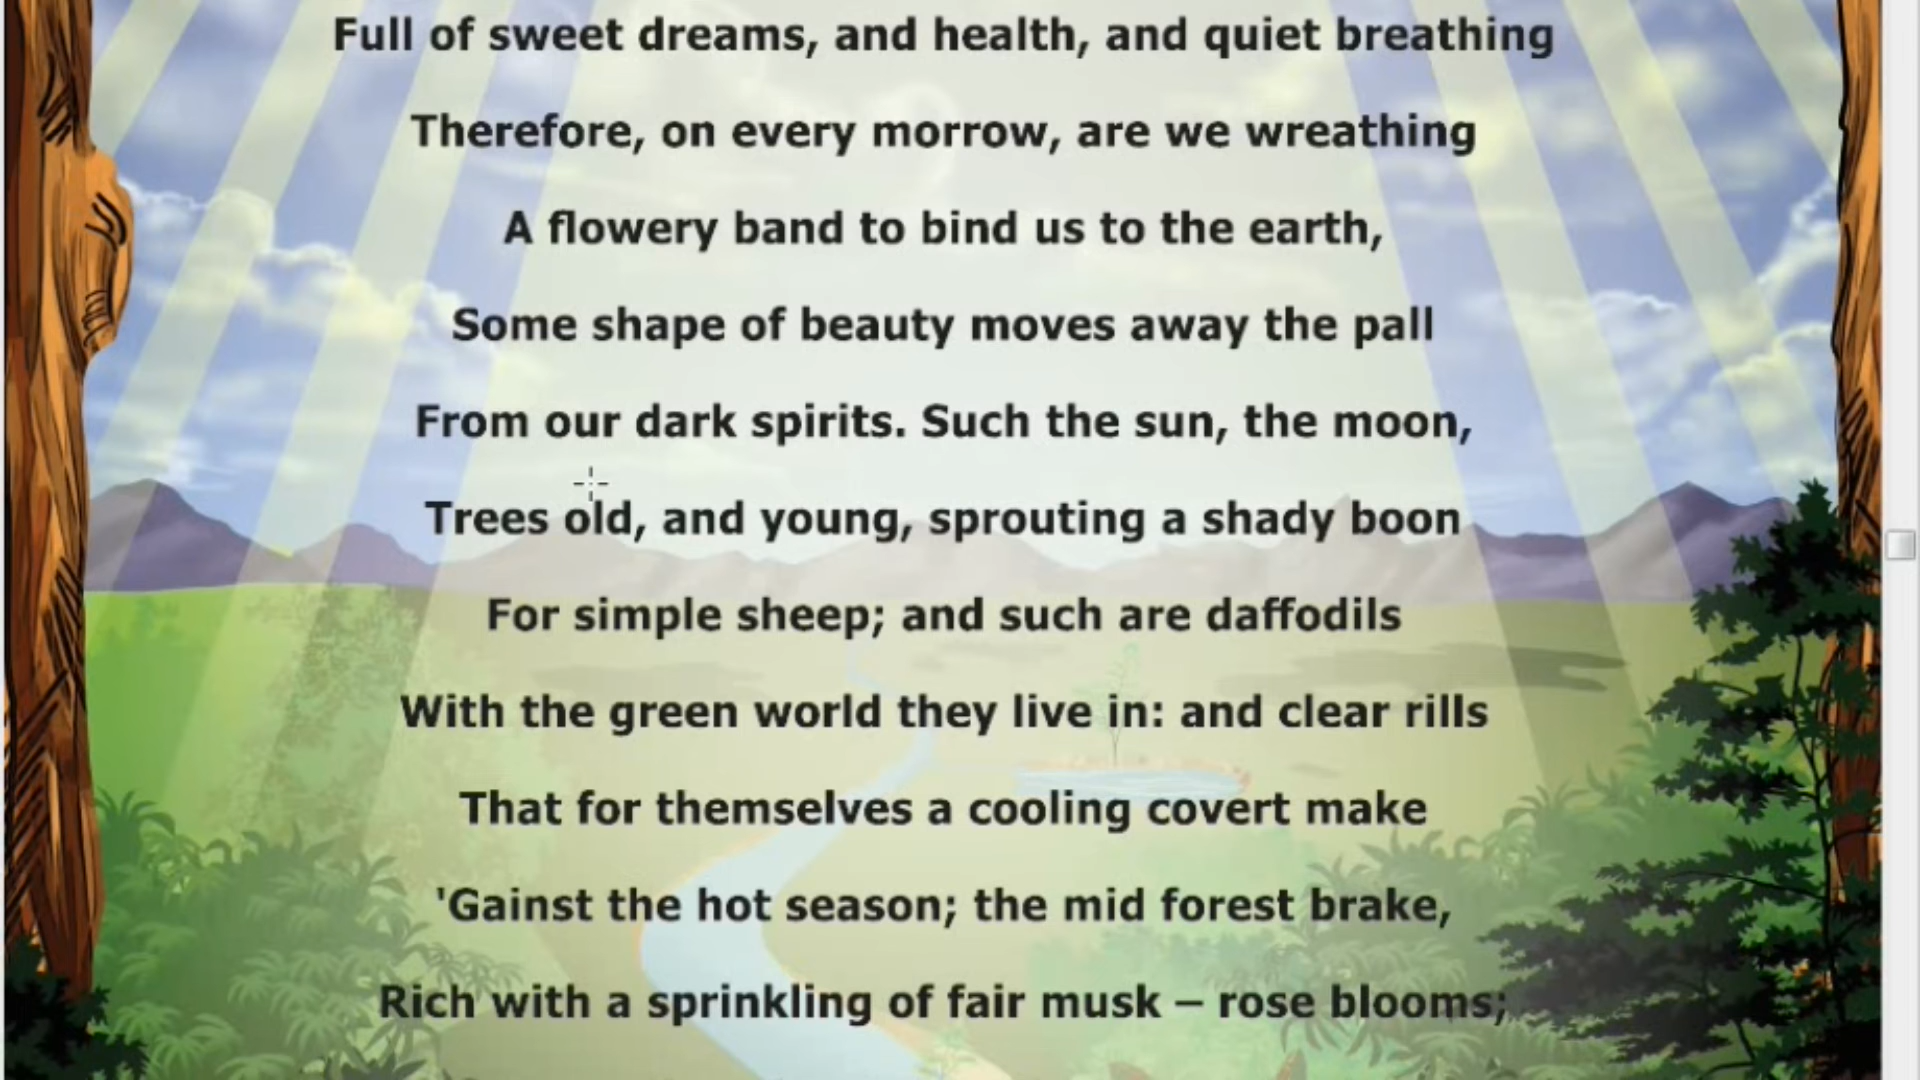 Full of sweet dreams, and health, and quiet breathing
Therefore, on every morrow, are we wreathing
A flowery band to bind us to the earth,
Some shape of beauty moves away the pall
From our dark spirits. Such the sun, the moon,
Trees old, and young, sprouting a shady boon
For simple sheep; and such are daffodils
With the green world they live in: and clear rills
That for themselves a cooling covert make
'Gainst the hot season; the mid forest brake,
Rich with a sprinkling of fair musk – rose blooms;